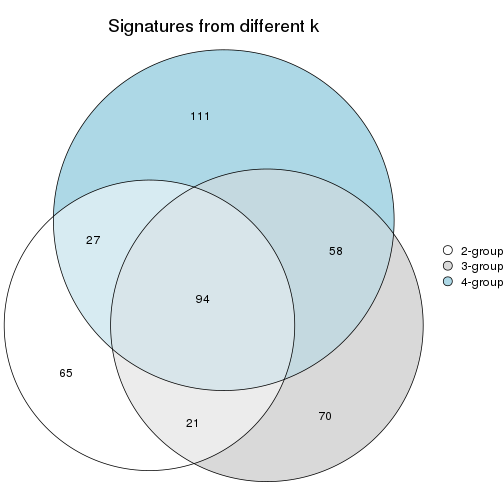 Signatures from different k
111
27
58
94
65
21
70
2-group
3-group
4-group